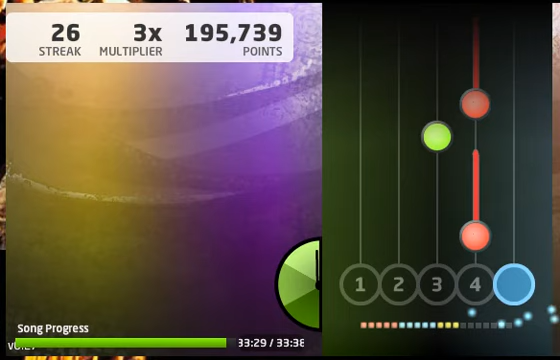 26 3x 195,739
STREAK MULTIPLIER POINTS
1 2 3 4
Song Progress
33:29 / 33:36